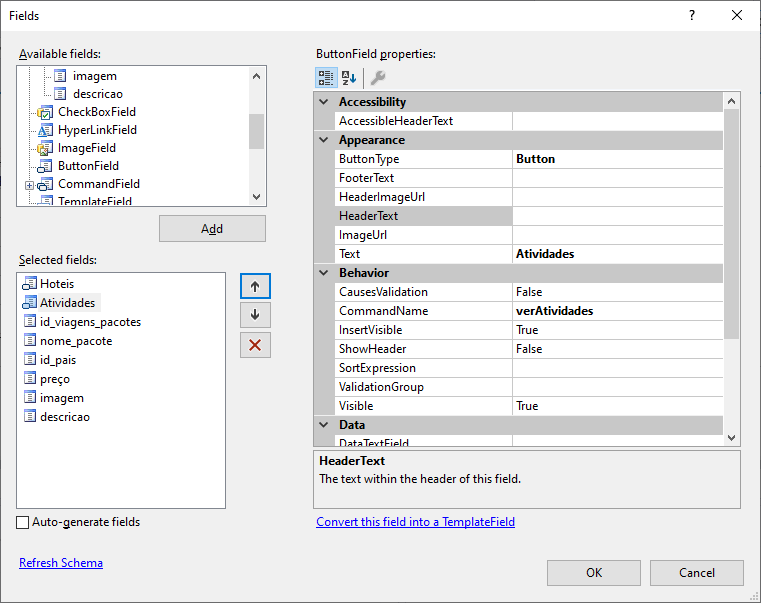 Fields
?
Available fields:
imagem
descricao
CheckBoxField
HyperLinkField
ImageField
ButtonField
CommandField
TemplateField
Add
Selected fields:
Hoteis
Atividades
id_viagens_pacotes
nome_pacote
id_pais
preço
imagem
descricao
Auto-generate fields
Refresh Schema
ButtonField properties:
Accessibility
AccessibleHeaderText
Appearance
ButtonType Button
FooterText
HeaderImageUrl
HeaderText
ImageUrl
Text Atividades
Behavior
CausesValidation False
CommandName verAtividades
InsertVisible True
ShowHeader False
SortExpression
ValidationGroup
Visible True
Data
DataTextField
HeaderText
The text within the header of this field.
Convert this field into a TemplateField
OK
Cancel